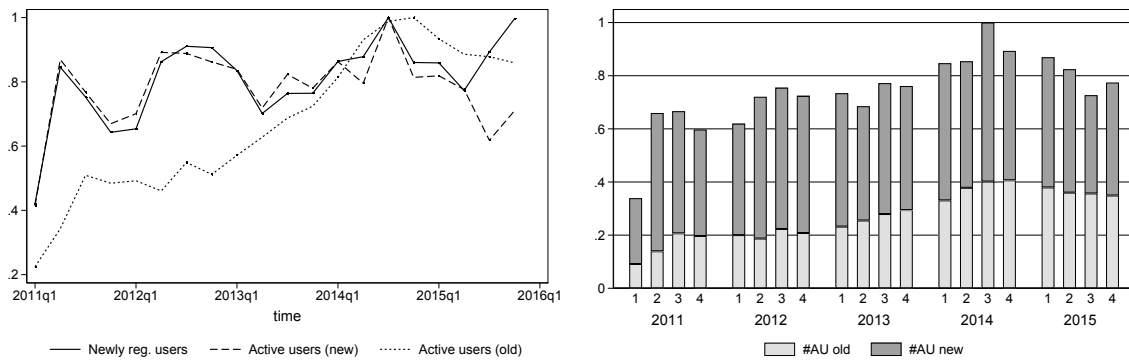 1
.8
.6
.4
.2
2011q1 2012q1 2013q1 2014q1 2015q1 2016q1
time
Newly reg. users Active users (new) Active users (old)
1
.8
.6
.4
.2
0
1 2 3 4 1 2 3 4 1 2 3 4 1 2 3 4 1 2 3 4
2011 2012 2013 2014 2015
#AU old #AU new